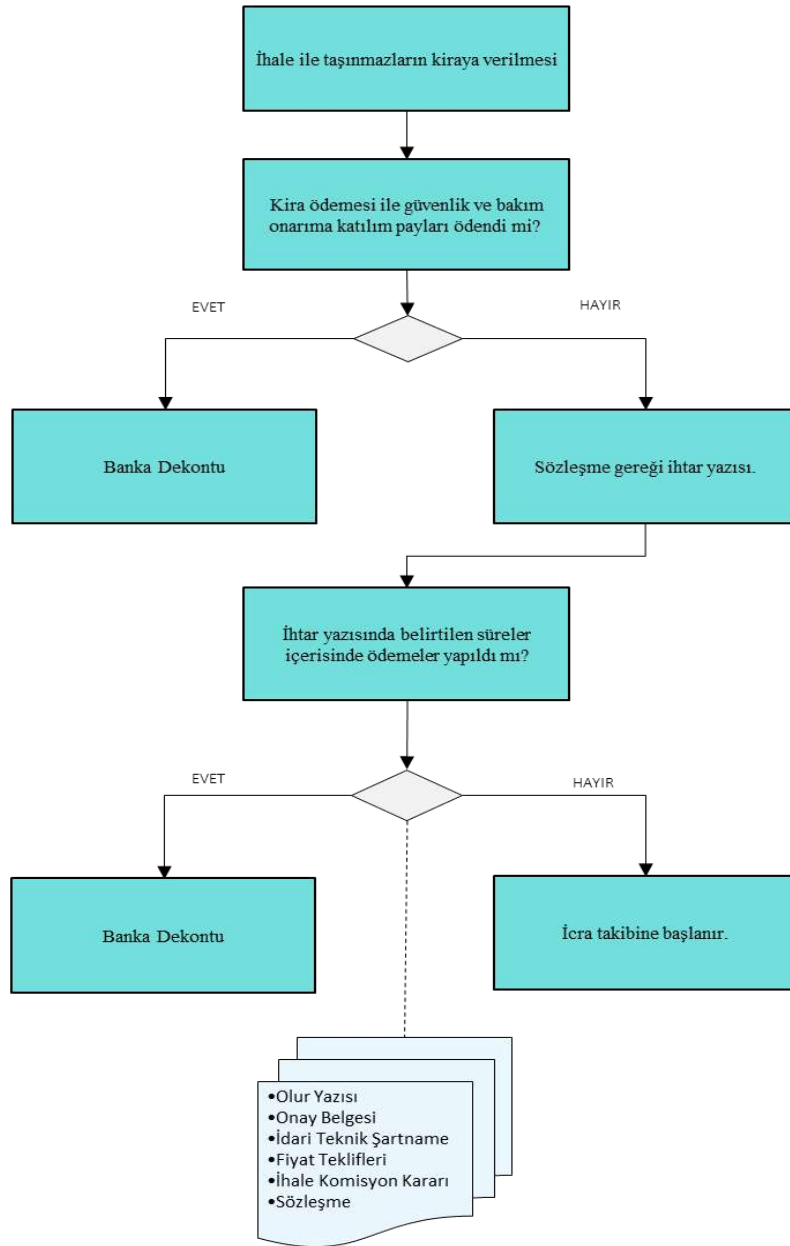 İhale ile taşınmazların kiraya verilmesi
Kira ödemesi ile güvenlik ve bakım
onarıma katılım payları ödendi mi?
EVET
HAYIR
Banka Dekontu
Sözleşme gereği ihtar yazısı.
İhtar yazısında belirtilen süreler
içerisinde ödemeler yapıldı mı?
EVET
HAYIR
Banka Dekontu
İcra takibine başlanır.
•Olur Yazısı
•Onay Belgesi
•İdari Teknik Şartname
•Fiyat Teklifleri
•İhale Komisyon Kararı
•Sözleşme